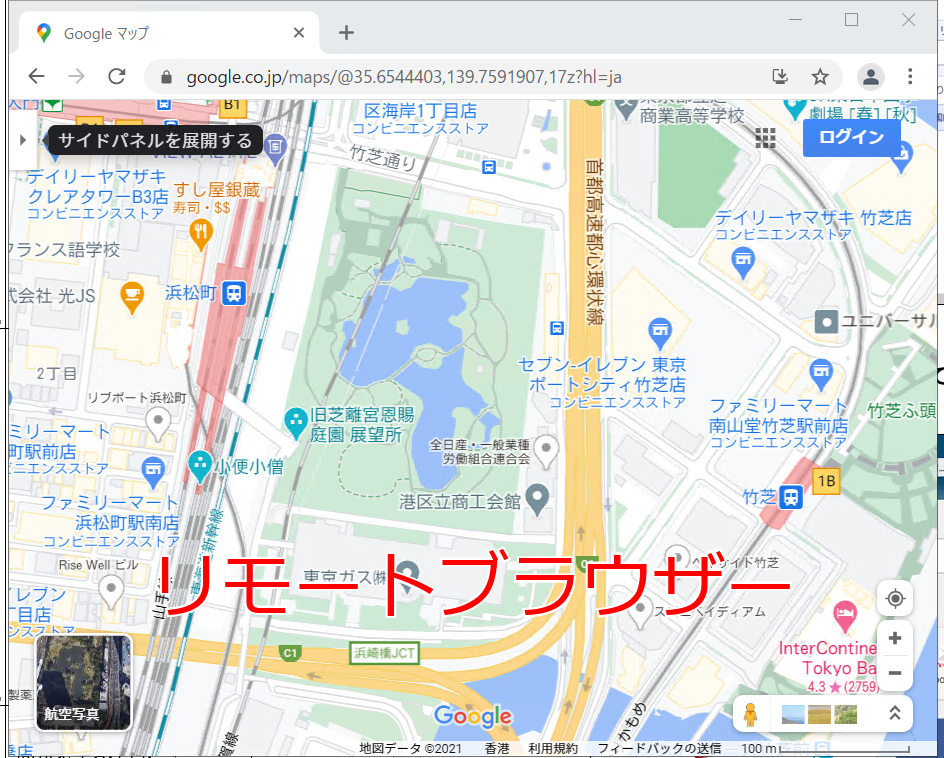 Google マップ
google.co.jp/maps/@35.6544403,139.7591907,17z?hl=ja
B1
区海岸1丁目店
コンビニエンスストア
商業高等学校
劇場 [春] [秋]
サイドパネルを展開する
ログイン
竹芝通り
首都高速都心環状線
デイリーヤマザキ
クレアタワーB3店
コンビニエンスストア
すし屋銀蔵
寿司・$$
デイリーヤマザキ 竹芝店
コンビニエンスストア
フランス語学校
式会社 光JS
浜松町
ユニバーサル
2丁目
セブン-イレブン 東京
ポートシティ竹芝店
コンビニエンスストア
リブポート浜松町
旧芝離宮恩賜
庭園 展望所
ファミリーマート
南山堂竹芝駅前店
コンビニエンスストア
竹芝ふ頭
ミリーマート
町駅前店
ニエンスストア
全日産・一般業種
労働組合連合会
小便小僧
港区立商工会館
竹芝
1B
ファミリーマート
浜松町駅南店
コンビニエンスストア
東海道新幹線
Rise Well ビル
東京ガス㈱
リモートブラウザー
山手
イレブン
丁目店
ンスストア
C1
浜崎橋JCT
InterContine
Tokyo Ba
4.3 ★ (2759)
製薬
航空写真
Google
かもめ
地図データ ©2021
香港
利用規約
フィードバックの送信
100 m